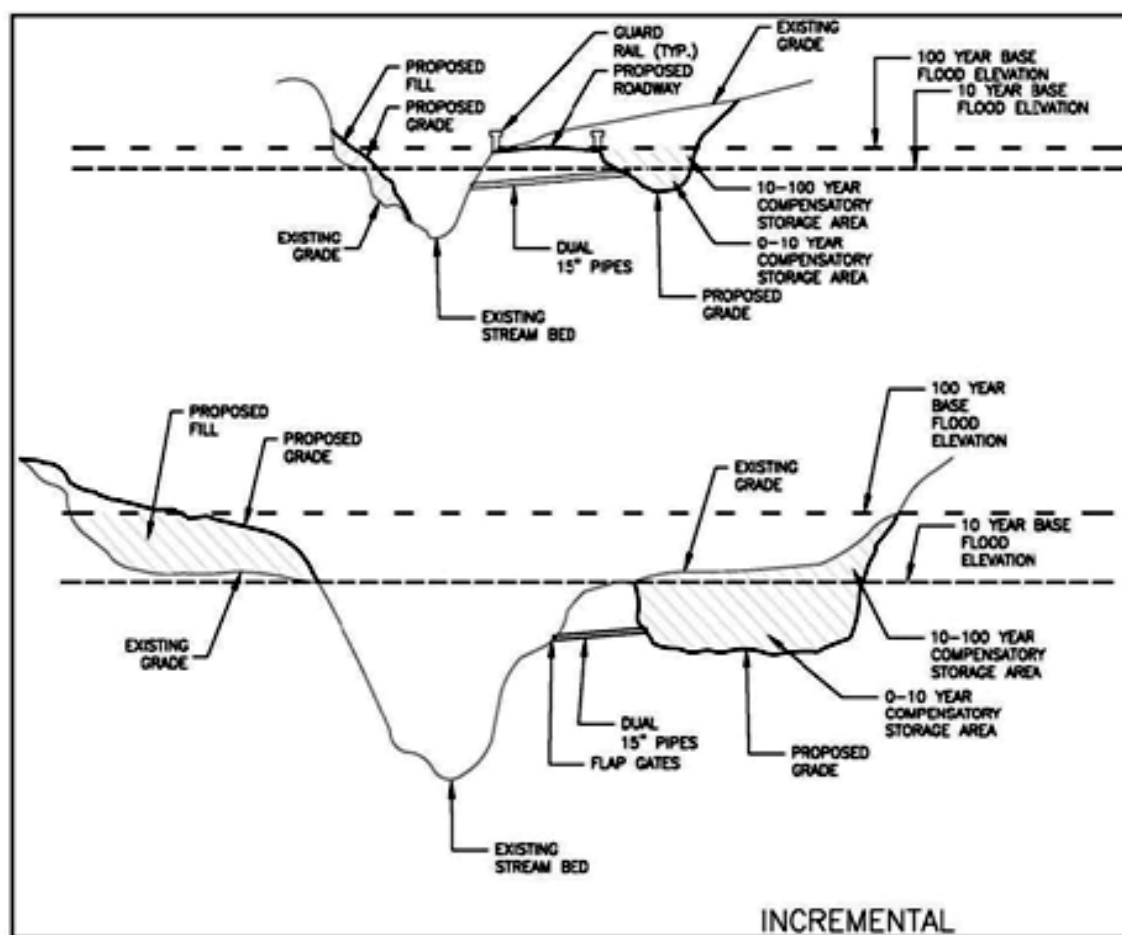 GUARD
RAIL (TYP.)
PROPOSED
ROADWAY
EXISTING
GRADE
100 YEAR BASE
FLOOD ELEVATION
10 YEAR BASE
FLOOD ELEVATION
PROPOSED
FILL
PROPOSED
GRADE
EXISTING
GRADE
DUAL
15" PIPES
10-100 YEAR
COMPENSATORY
STORAGE AREA
0-10 YEAR
COMPENSATORY
STORAGE AREA
PROPOSED
GRADE
EXISTING
STREAM BED
PROPOSED
FILL
PROPOSED
GRADE
EXISTING
GRADE
100 YEAR
BASE
FLOOD
ELEVATION
10 YEAR BASE
FLOOD
ELEVATION
EXISTING
GRADE
10-100 YEAR
COMPENSATORY
STORAGE AREA
0-10 YEAR
COMPENSATORY
STORAGE AREA
DUAL
15" PIPES
FLAP GATES
PROPOSED
GRADE
EXISTING
STREAM BED
INCREMENTAL